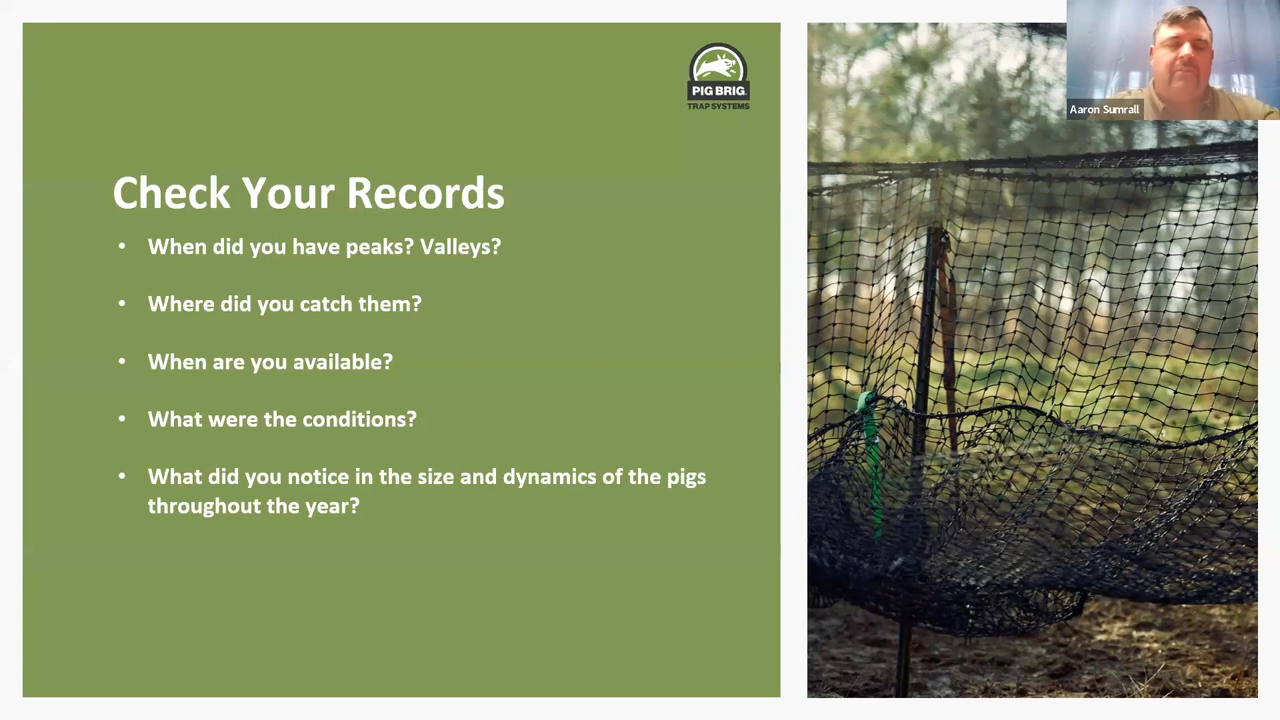 PIG BRIG
TRAP SYSTEMS
Aaron Sumrall
Check Your Records
• When did you have peaks? Valleys?
• Where did you catch them?
• When are you available?
• What were the conditions?
• What did you notice in the size and dynamics of the pigs
throughout the year?